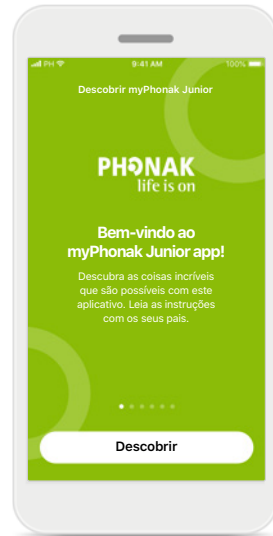 PH 9:41 AM 100%
Descobrir myPhonak Junior
PHONAK
life is on
Bem-vindo ao
myPhonak Junior app!
Descubra as coisas incríveis
que são possíveis com este
aplicativo. Leia as instruções
com os seus pais.
Descobrir